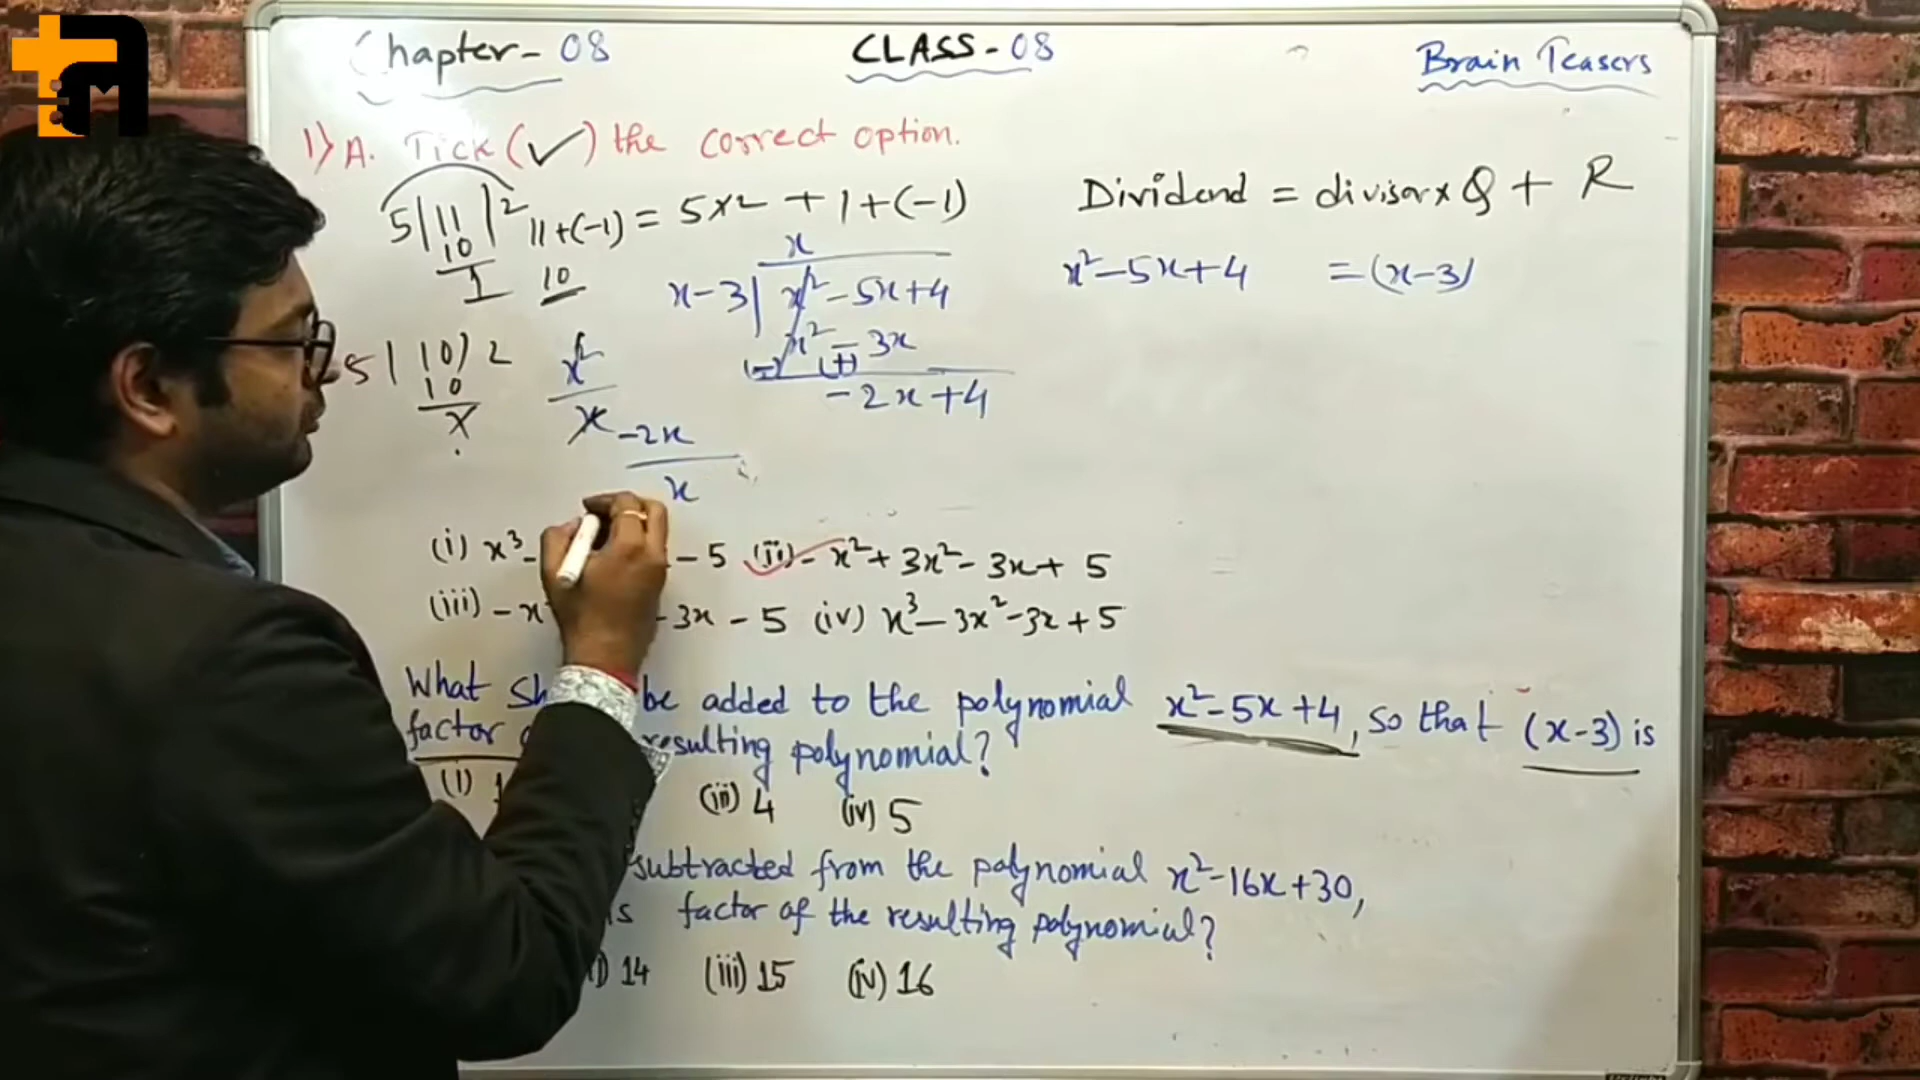 Chapter-08 CLASS-08 Brain Teasers
1) A. Tick (✓) the correct option.
5|11|2 11+(-1) = 5×2 + 1+(-1)
10
1 10
Dividend = divisor × Q + R
x²-5x+4 = (x-3)
x
x-3| x²-5x+4
x²-3x
(-) (+)
-2x+4
5| 10) 2
10
x
x²
x
-2x
x
(i) x³- - 5 (ii) - x²+ 3x²- 3x+ 5
(iii) - x 3x - 5 (iv) x³-3x²-3x+5
What be added to the polynomial x²-5x+4, so that (x-3) is
factor resulting polynomial?
(i) (iii) 4 (iv) 5
subtracted from the polynomial x²-16x+30,
is factor of the resulting polynomial?
14 (iii) 15 (iv) 16